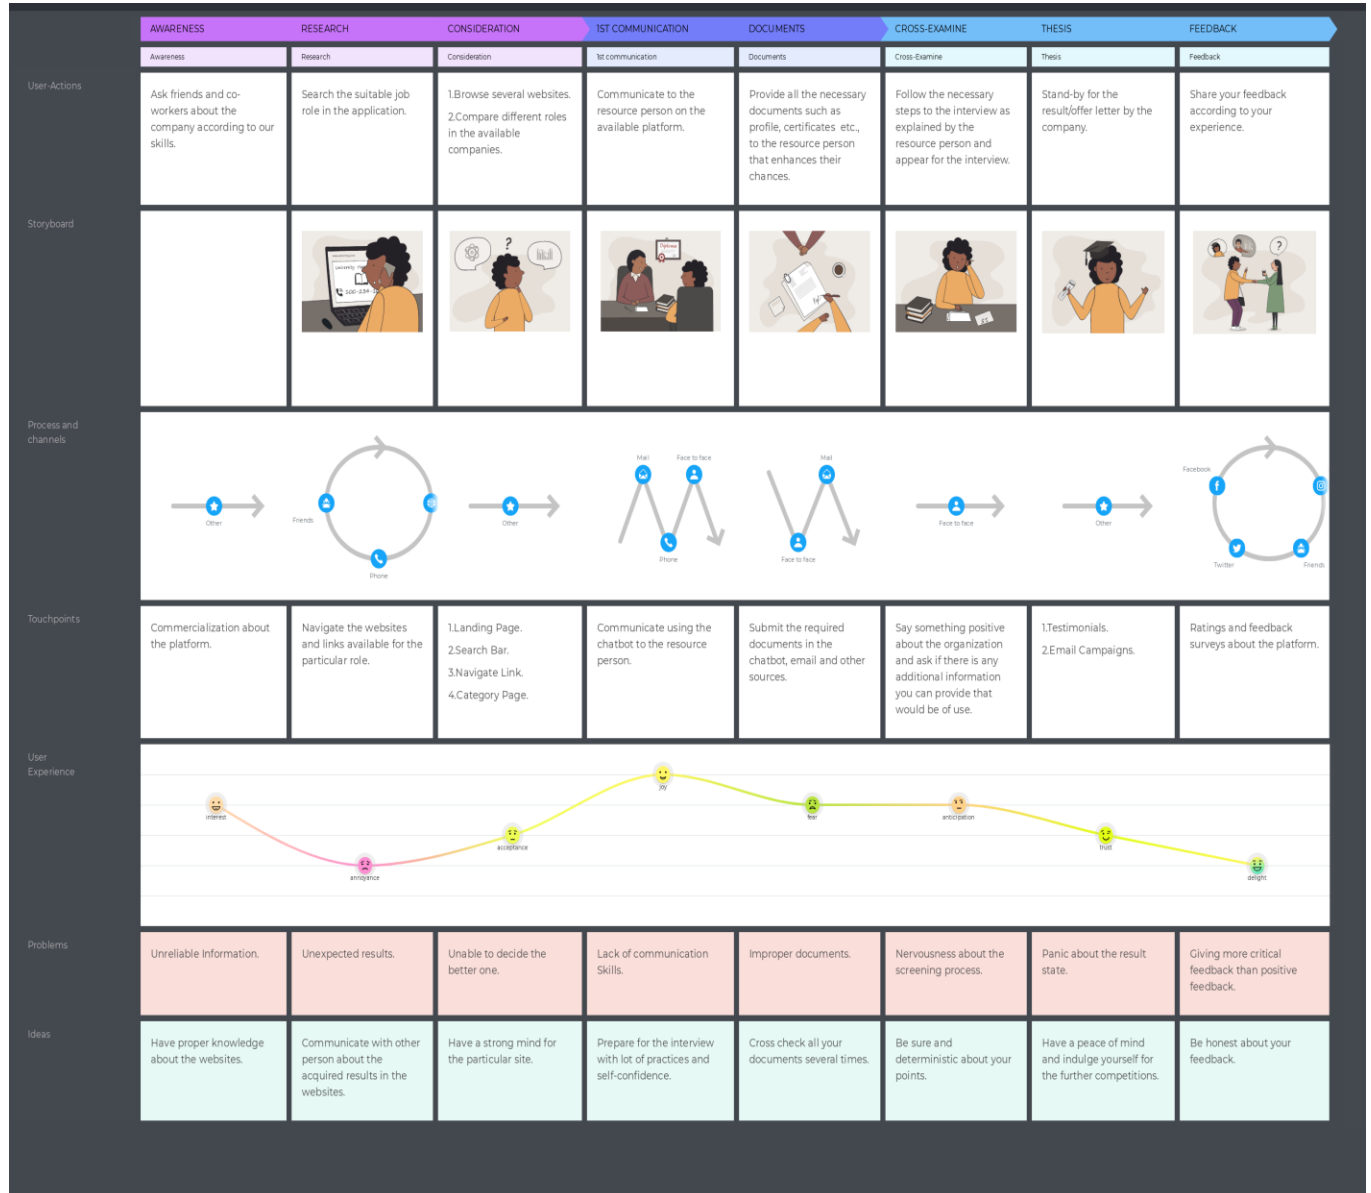 AWARENESS
RESEARCH
CONSIDERATION
1ST COMMUNICATION
DOCUMENTS
CROSS-EXAMINE
THESIS
FEEDBACK
Awareness
Research
Consideration
1st communication
Documents
Cross-Examine
Thesis
Feedback
User-Actions
Ask friends and co-
workers about the
company according to our
skills.
Search the suitable job
role in the application.
1.Browse several websites.
2.Compare different roles
in the available
companies.
Communicate to the
resource person on the
available platform.
Provide all the necessary
documents such as
profile, certificates etc.,
to the resource person
that enhances their
chances.
Follow the necessary
steps to the interview as
explained by the
resource person and
appear for the interview.
Stand-by for the
result/offer letter by the
company.
Share your feedback
according to your
experience.
Storyboard
University
?
Diploma
?
Process and
channels
Other
Friends
Phone
Other
Mail
Face to face
Phone
Mail
Face to face
Face to face
Other
Facebook
Twitter
Friends
Touchpoints
Commercialization about
the platform.
Navigate the websites
and links available for the
particular role.
1.Landing Page.
2.Search Bar.
3.Navigate Link.
4.Category Page.
Communicate using the
chatbot to the resource
person.
Submit the required
documents in the
chatbot, email and other
sources.
Say something positive
about the organization
and ask if there is any
additional information
you can provide that
would be of use.
1.Testimonials.
2.Email Campaigns.
Ratings and feedback
surveys about the platform.
User
Experience
interest
annoyance
acceptance
joy
fear
anticipation
trust
delight
Problems
Unreliable Information.
Unexpected results.
Unable to decide the
better one.
Lack of communication
Skills.
Improper documents.
Nervousness about the
screening process.
Panic about the result
state.
Giving more critical
feedback than positive
feedback.
Ideas
Have proper knowledge
about the websites.
Communicate with other
person about the
acquired results in the
websites.
Have a strong mind for
the particular site.
Prepare for the interview
with lot of practices and
self-confidence.
Cross check all your
documents several times.
Be sure and
deterministic about your
points.
Have a peace of mind
and indulge yourself for
the further competitions.
Be honest about your
feedback.